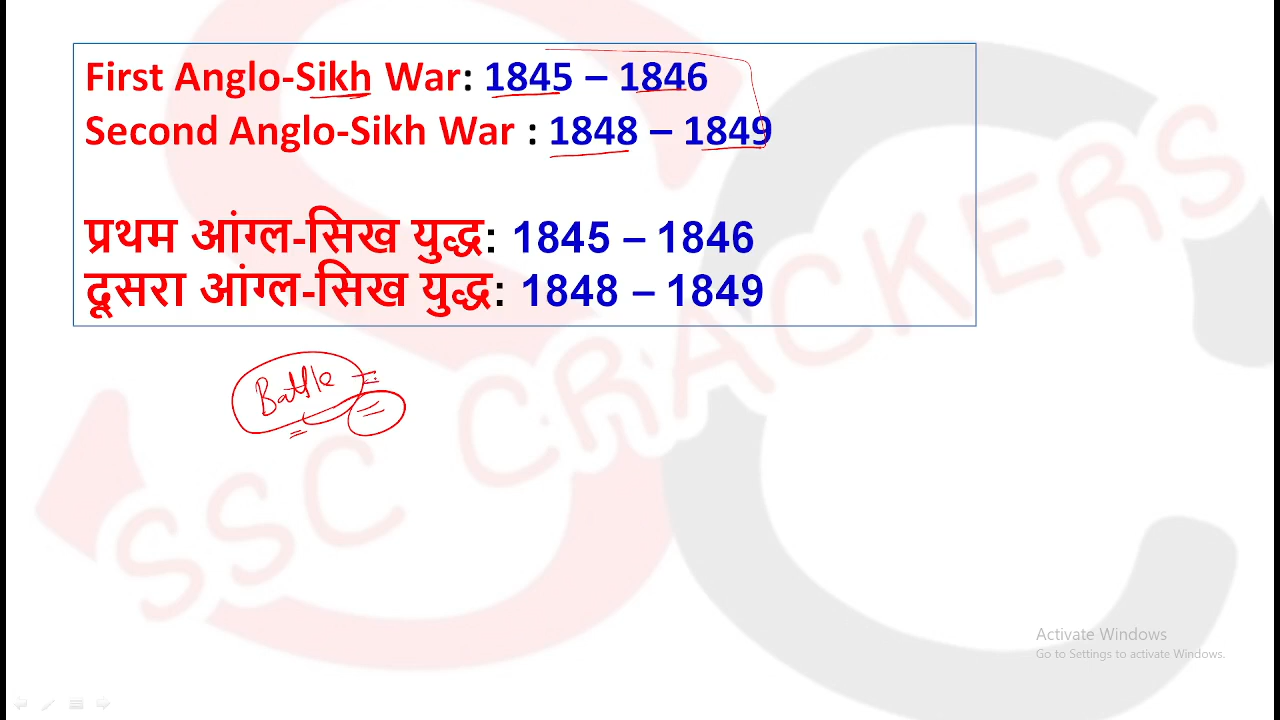 First Anglo-Sikh War: 1845 – 1846
Second Anglo-Sikh War : 1848 – 1849
प्रथम आंग्ल-सिख युद्ध: 1845 – 1846
दूसरा आंग्ल-सिख युद्ध: 1848 – 1849
Battle
SSC CRACKERS
Activate Windows
Go to Settings to activate Windows.